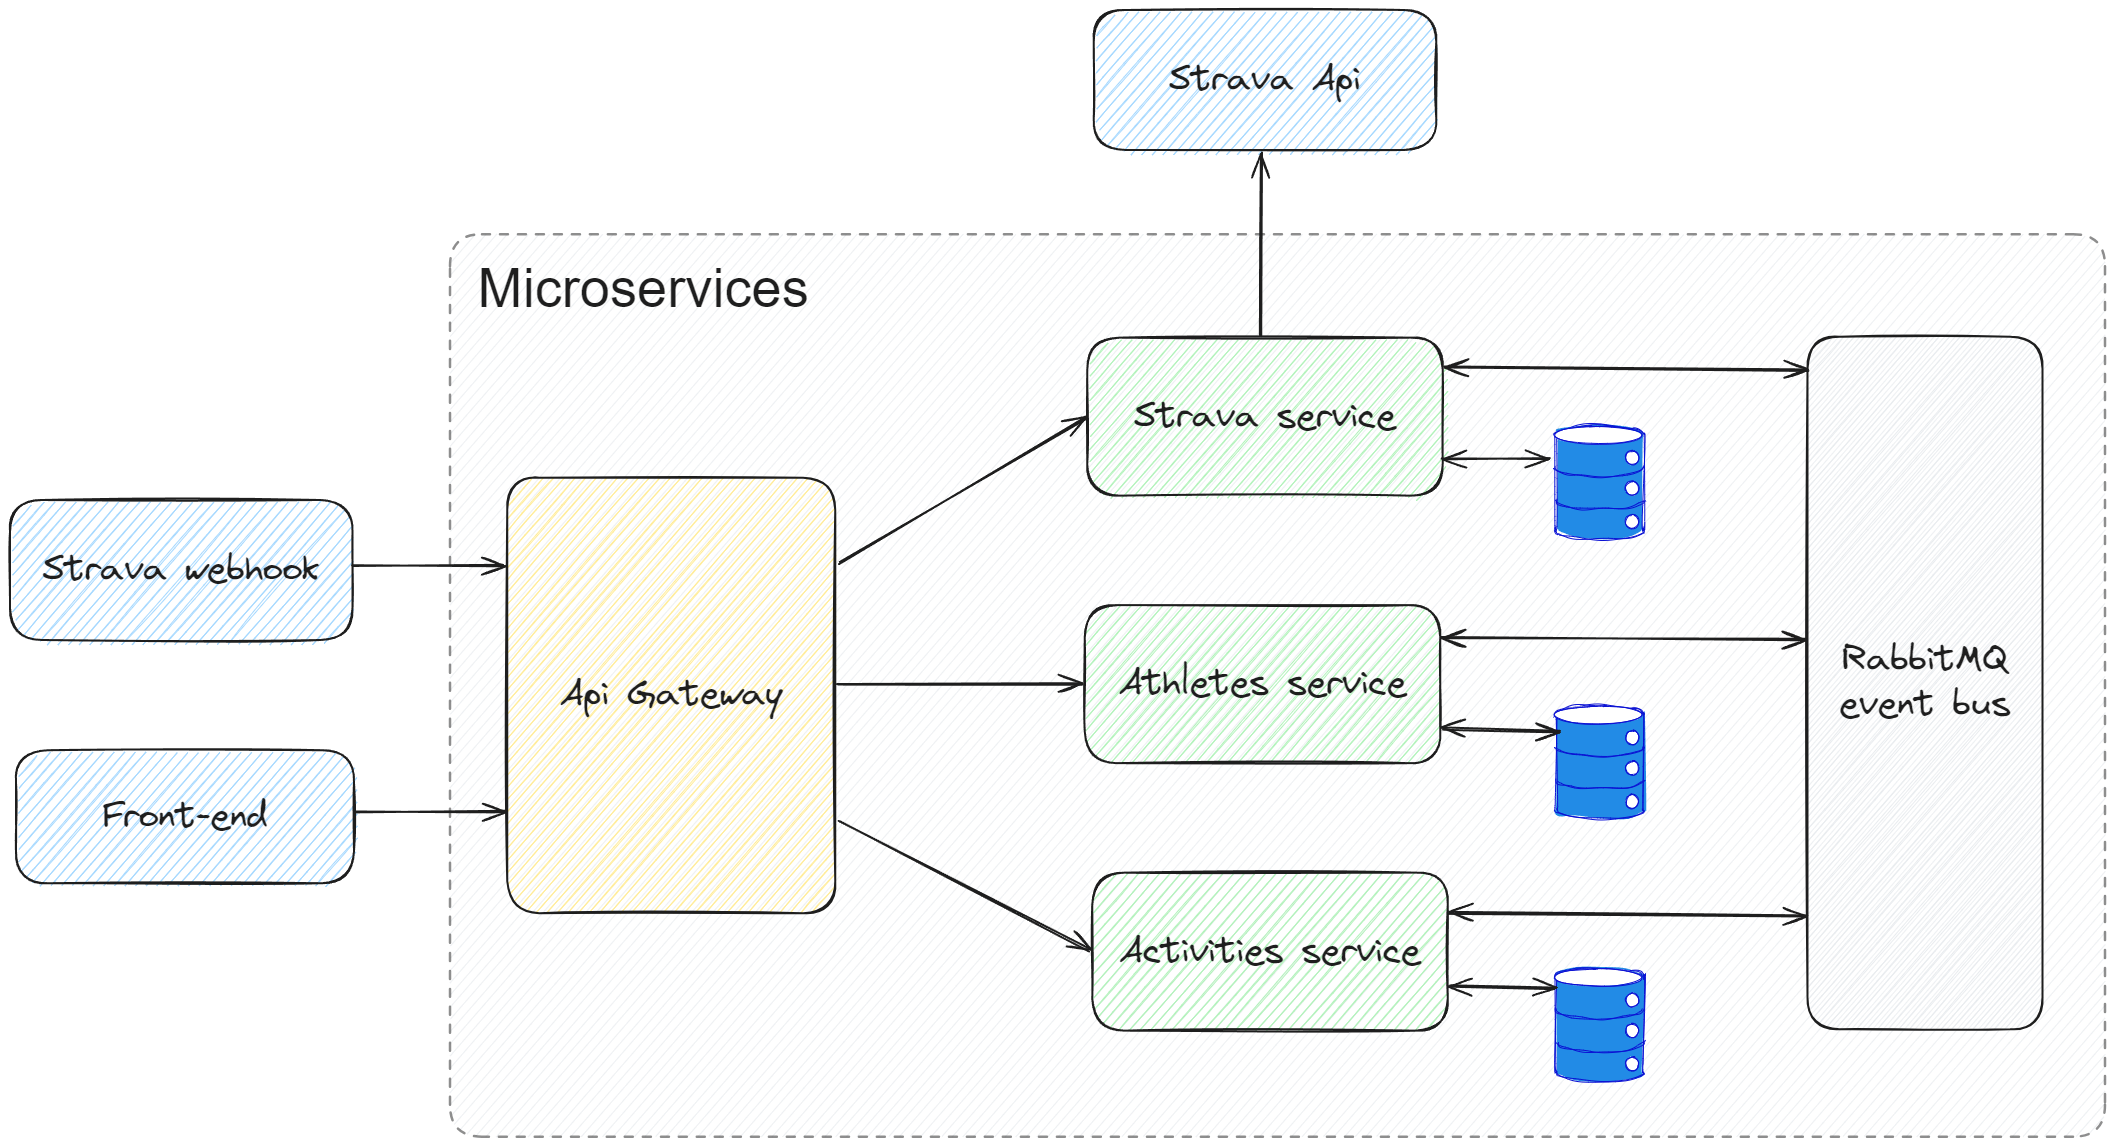 Strava Api
Microservices
Strava service
Strava webhook
Api Gateway
Athletes service
RabbitMQ
event bus
Front-end
Activities service